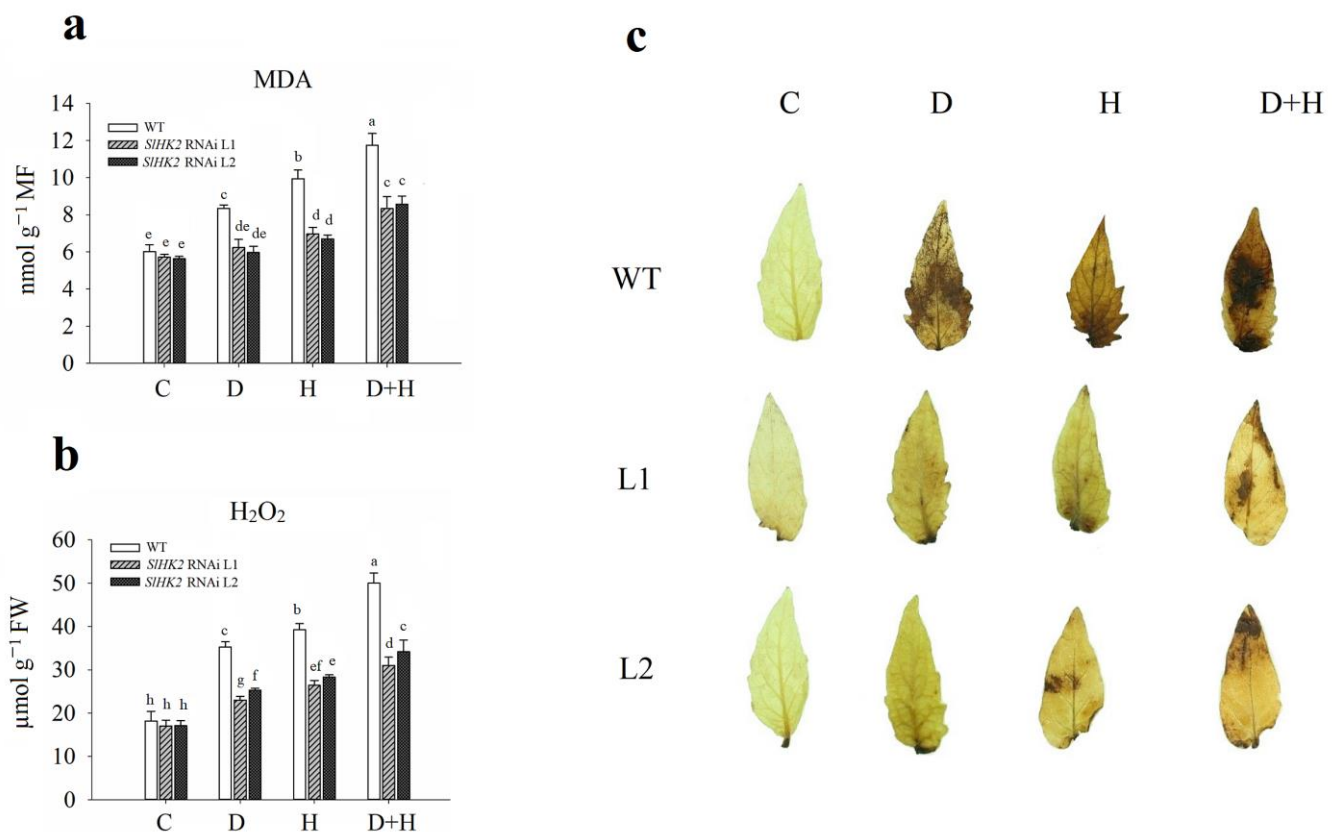 a
MDA
14
12
10
8
6
4
2
0
nmol g⁻¹ MF
WT
SlHK2 RNAi L1
SlHK2 RNAi L2
e e e
c de de
b d d
a c c
C D H D+H
b
H₂O₂
60
50
40
30
20
10
0
µmol g⁻¹ FW
WT
SlHK2 RNAi L1
SlHK2 RNAi L2
h h h
c g f
b ef e
a d c
C D H D+H
c
C D H D+H
WT
L1
L2